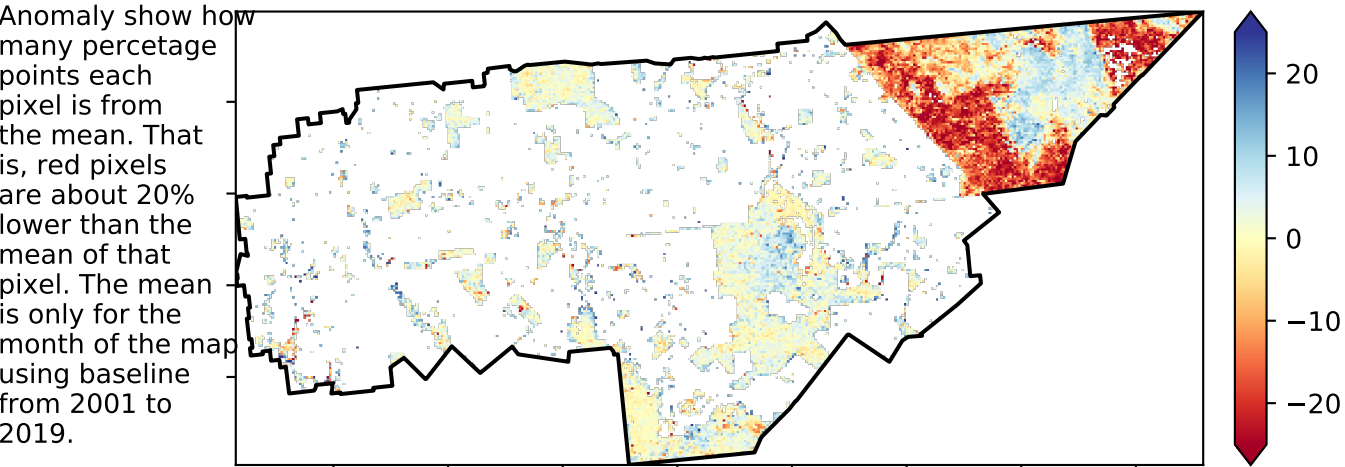 Anomaly show how
many percetage
points each
pixel is from
the mean. That
is, red pixels
are about 20%
lower than the
mean of that
pixel. The mean
is only for the
month of the map
using baseline
from 2001 to
2019.
20
10
0
−10
−20